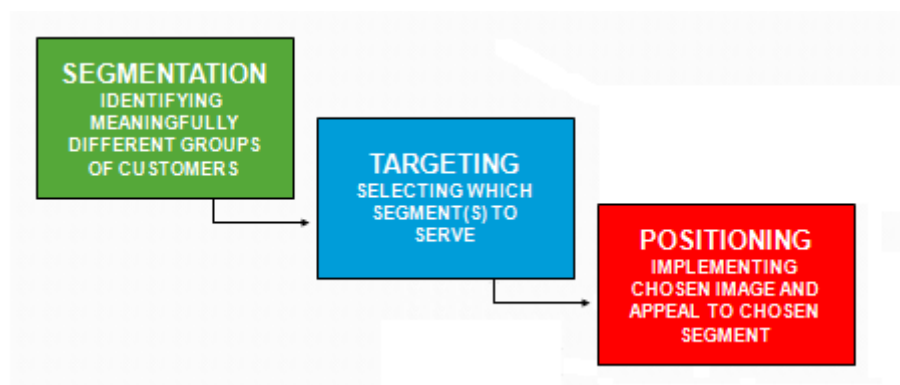 SEGMENTATION
IDENTIFYING
MEANINGFULLY
DIFFERENT GROUPS
OF CUSTOMERS
TARGETING
SELECTING WHICH
SEGMENT(S) TO
SERVE
POSITIONING
IMPLEMENTING
CHOSEN IMAGE AND
APPEAL TO CHOSEN
SEGMENT